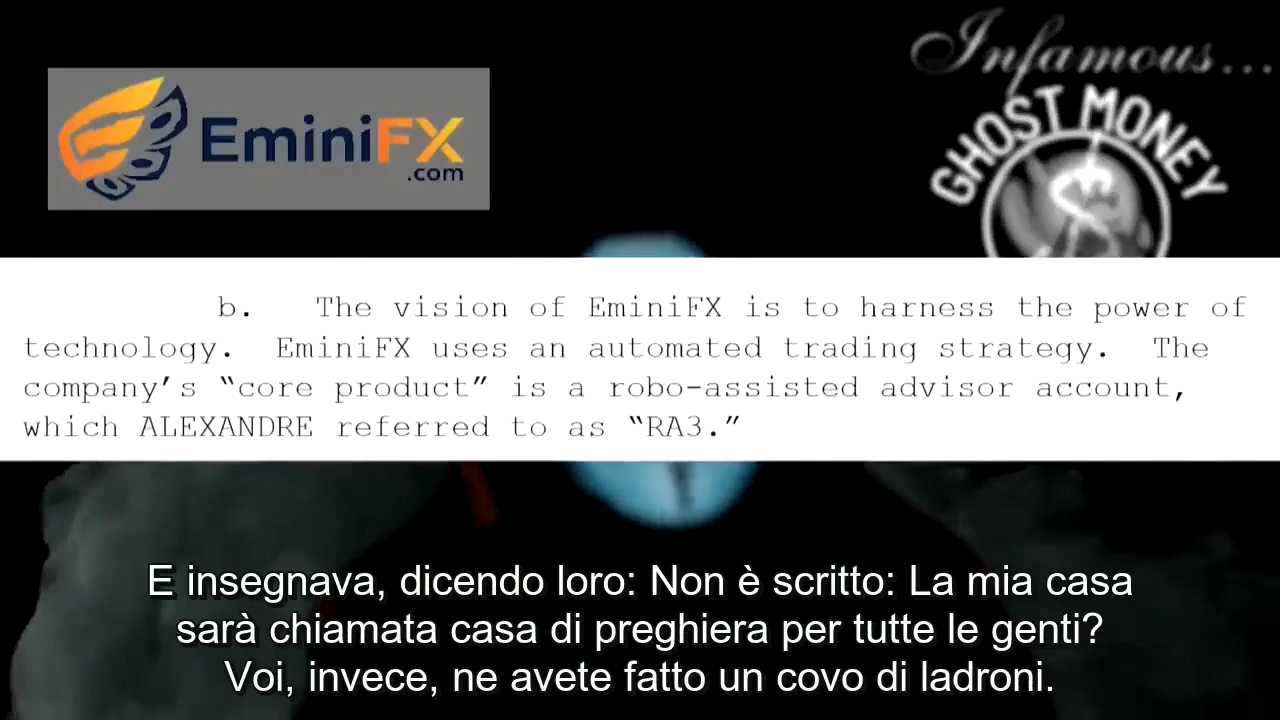 Infamous...
EminiFX
.com
GHOST MONEY
b. The vision of EminiFX is to harness the power of
technology. EminiFX uses an automated trading strategy. The
company’s “core product” is a robo-assisted advisor account,
which ALEXANDRE referred to as “RA3.”
E insegnava, dicendo loro: Non è scritto: La mia casa
sarà chiamata casa di preghiera per tutte le genti?
Voi, invece, ne avete fatto un covo di ladroni.